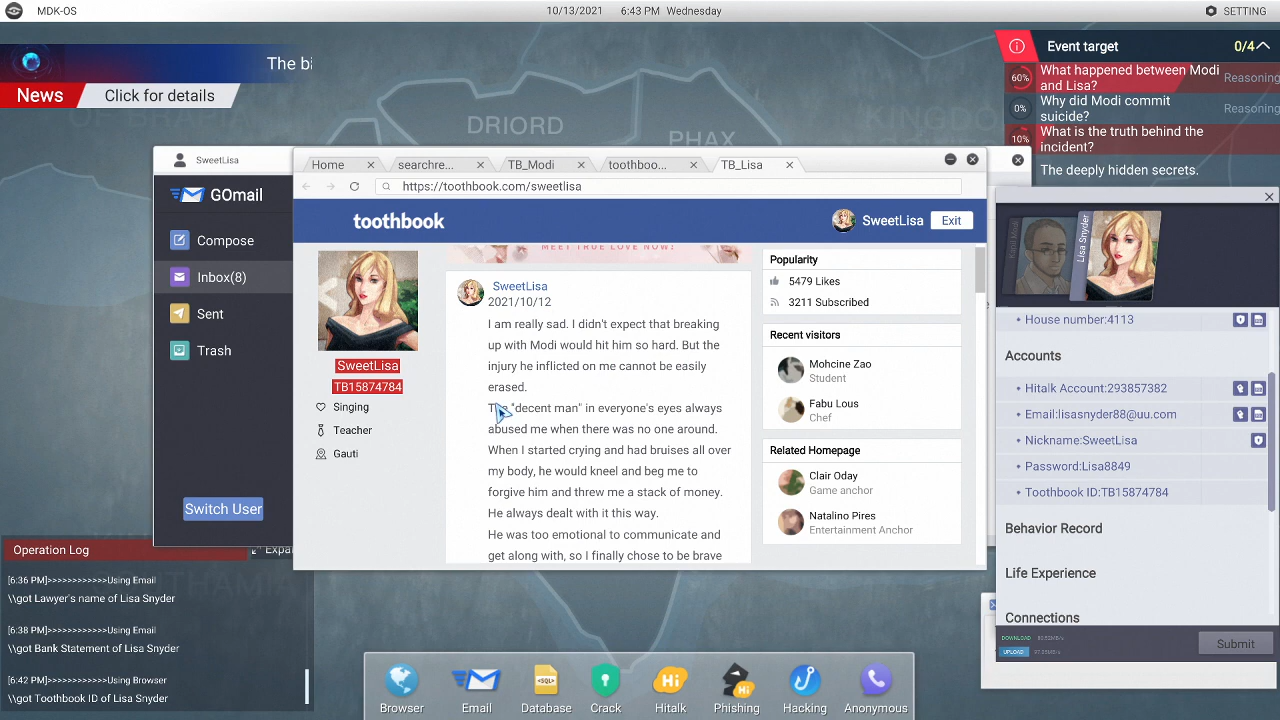 MDK-OS
10/13/2021 6:43 PM Wednesday
SETTING
The bi
News
Click for details
OF
DRIORD
PHAX
KINGDO
Event target
0/4
60%
What happened between Modi and Lisa?
Reasoning
0%
Why did Modi commit suicide?
Reasoning
10%
What is the truth behind the incident?
The deeply hidden secrets.
SweetLisa
GOmail
Compose
Inbox(8)
Sent
Trash
Switch User
Home
searchre...
TB_Modi
toothboo...
TB_Lisa
https://toothbook.com/sweetlisa
toothbook
SweetLisa
Exit
SweetLisa
TB15874784
Singing
Teacher
Gauti
MEET TRUE LOVE NOW!
SweetLisa
2021/10/12
I am really sad. I didn't expect that breaking
up with Modi would hit him so hard. But the
injury he inflicted on me cannot be easily
erased.
The "decent man" in everyone's eyes always
abused me when there was no one around.
When I started crying and had bruises all over
my body, he would kneel and beg me to
forgive him and threw me a stack of money.
He always dealt with it this way.
He was too emotional to communicate and
get along with, so I finally chose to be brave
Popularity
5479 Likes
3211 Subscribed
Recent visitors
Mohcine Zao
Student
Fabu Lous
Chef
Related Homepage
Clair Oday
Game anchor
Natalino Pires
Entertainment Anchor
Kapil Modi
Lisa Snyder
• House number:4113
Accounts
• Hitalk Account:293857382
• Email:lisasnyder88@uu.com
• Nickname:SweetLisa
• Password:Lisa8849
• Toothbook ID:TB15874784
Behavior Record
Life Experience
Connections
DOWNLOAD
UPLOAD
Submit
Operation Log
Expan
[6:36 PM]>>>>>>>>>>>>Using Email
\\got Lawyer's name of Lisa Snyder
[6:38 PM]>>>>>>>>>>>>Using Email
\\got Bank Statement of Lisa Snyder
[6:42 PM]>>>>>>>>>>>>Using Browser
\\got Toothbook ID of Lisa Snyder
Browser
Email
<SQL>
Database
Crack
Hi
Hitalk
Hi
Phishing
Hacking
Anonymous